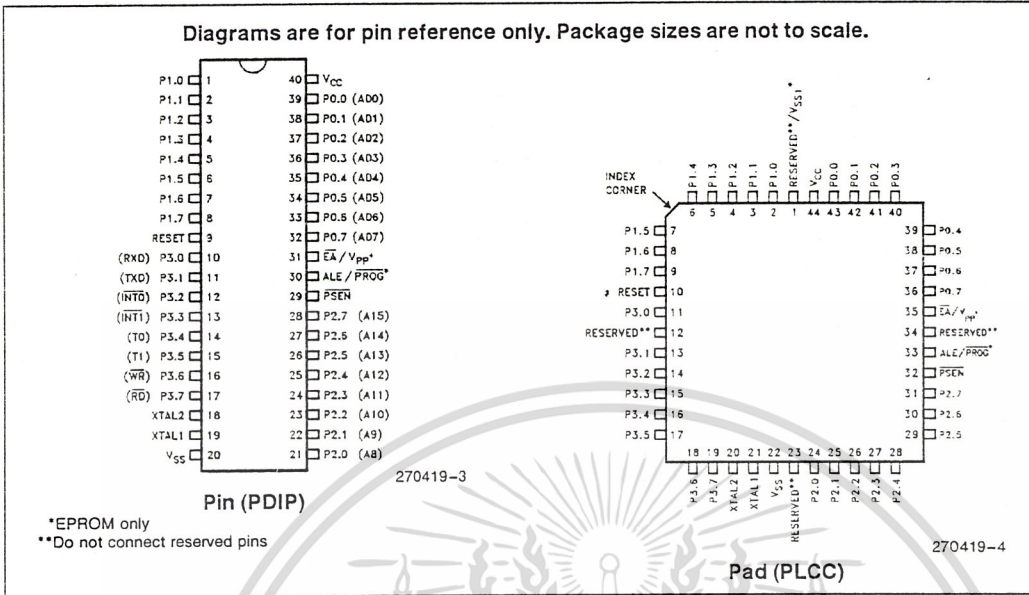 Diagrams are for pin reference only. Package sizes are not to scale.
P1.0 1 40 VCC
P1.1 2 39 P0.0 (AD0)
P1.2 3 38 P0.1 (AD1)
P1.3 4 37 P0.2 (AD2)
P1.4 5 36 P0.3 (AD3)
P1.5 6 35 P0.4 (AD4)
P1.6 7 34 P0.5 (AD5)
P1.7 8 33 P0.6 (AD6)
RESET 9 32 P0.7 (AD7)
(RXD) P3.0 10 31 EA/VPP*
(TXD) P3.1 11 30 ALE/PROG*
(INT0) P3.2 12 29 PSEN
(INT1) P3.3 13 28 P2.7 (A15)
(T0) P3.4 14 27 P2.6 (A14)
(T1) P3.5 15 26 P2.5 (A13)
(WR) P3.6 16 25 P2.4 (A12)
(RD) P3.7 17 24 P2.3 (A11)
XTAL2 18 23 P2.2 (A10)
XTAL1 19 22 P2.1 (A9)
VSS 20 21 P2.0 (A8)
270419-3
Pin (PDIP)
*EPROM only
**Do not connect reserved pins
INDEX
CORNER
P1.4 P1.3 P1.2 P1.1 P1.0 RESERVED**/VSS1* VCC P0.0 P0.1 P0.2 P0.3
6 5 4 3 2 1 44 43 42 41 40
P1.5 7 39 P0.4
P1.6 8 38 P0.5
P1.7 9 37 P0.6
RESET 10 36 P0.7
P3.0 11 35 EA/VPP*
RESERVED** 12 34 RESERVED**
P3.1 13 33 ALE/PROG*
P3.2 14 32 PSEN
P3.3 15 31 P2.7
P3.4 16 30 P2.6
P3.5 17 29 P2.5
18 19 20 21 22 23 24 25 26 27 28
P3.6 P3.7 XTAL2 XTAL1 VSS RESERVED** P2.0 P2.1 P2.2 P2.3 P2.4
270419-4
Pad (PLCC)